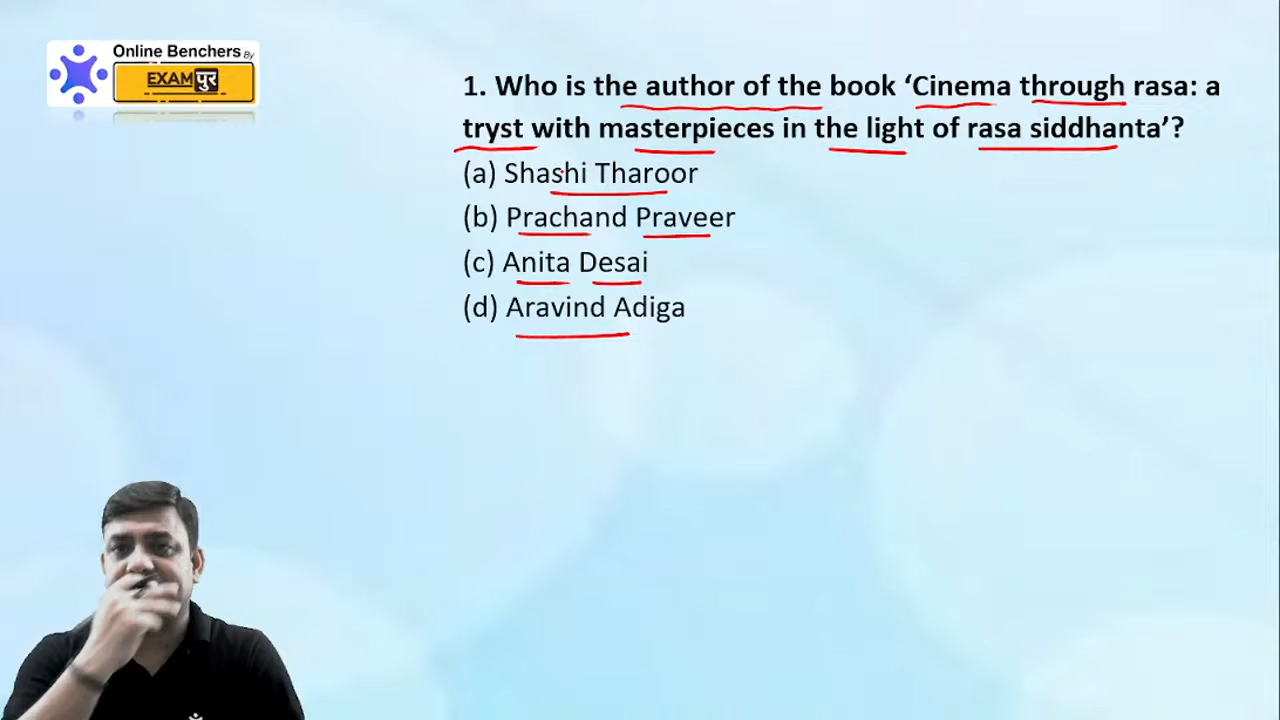 Online Benchers By
EXAMपुर
1. Who is the author of the book ‘Cinema through rasa: a
tryst with masterpieces in the light of rasa siddhanta’?
(a) Shashi Tharoor
(b) Prachand Praveer
(c) Anita Desai
(d) Aravind Adiga